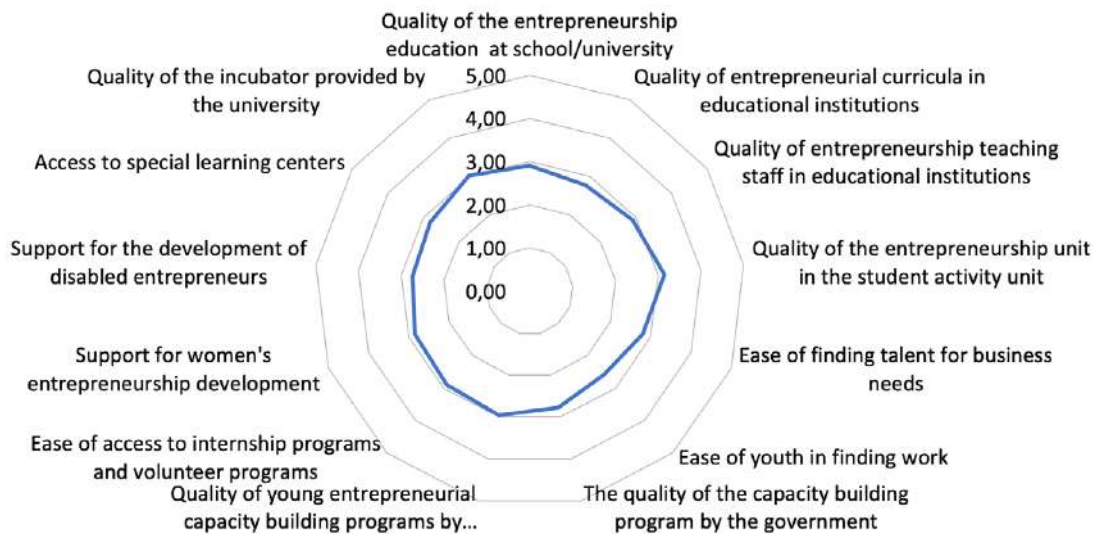 Quality of the entrepreneurship
education at school/university
Quality of entrepreneurial curricula in
educational institutions
Quality of entrepreneurship teaching
staff in educational institutions
Quality of the entrepreneurship unit
in the student activity unit
Ease of finding talent for business
needs
Ease of youth in finding work
The quality of the capacity building
program by the government
Quality of young entrepreneurial
capacity building programs by...
Ease of access to internship programs
and volunteer programs
Support for women's
entrepreneurship development
Support for the development of
disabled entrepreneurs
Access to special learning centers
Quality of the incubator provided by
the university
5,00
4,00
3,00
2,00
1,00
0,00